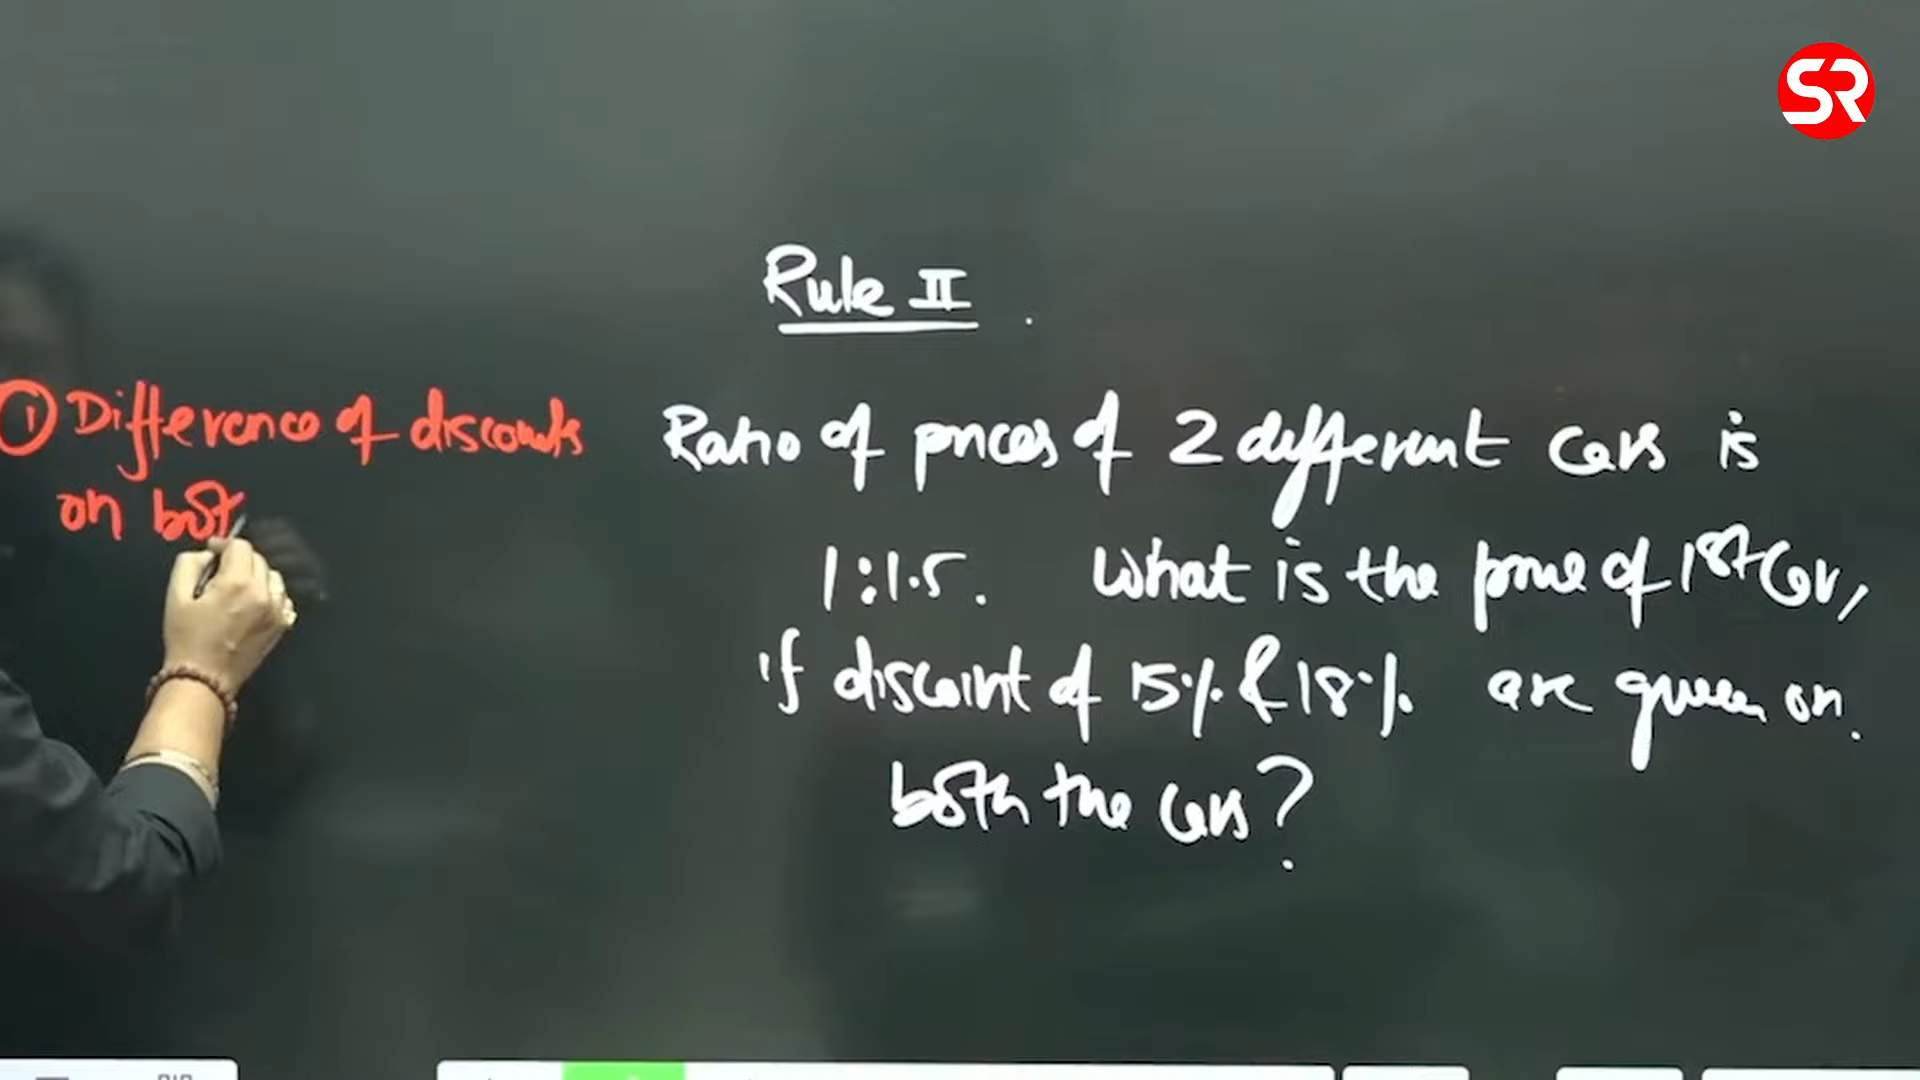 SR
Rule II
① Difference of discounts
on bot
Ratio of prices of 2 different cars is
1:1.5. What is the price of 1st Car,
if discount of 15% & 18% are given on.
both the cars?